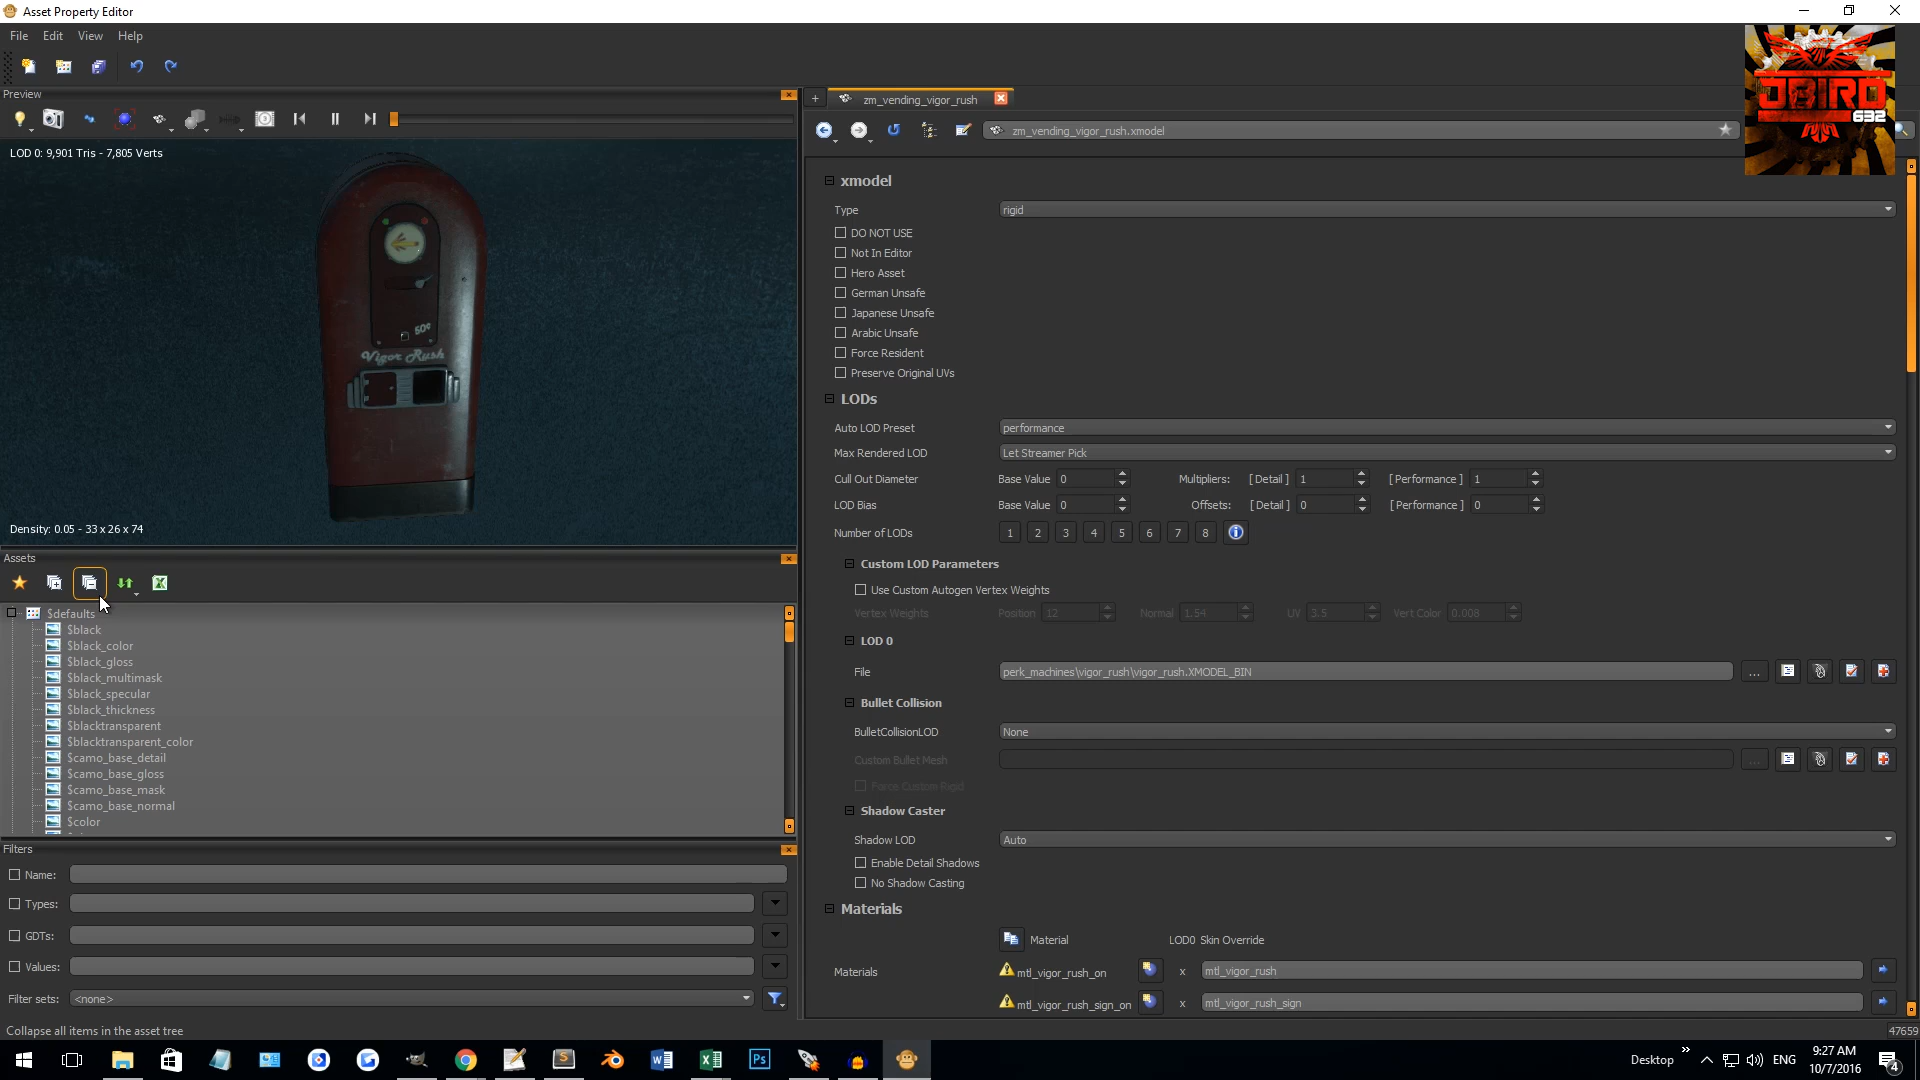 Asset Property Editor
File Edit View Help
Preview
LOD 0: 9,901 Tris - 7,805 Verts
50¢
Vigor Rush
Density: 0.05 - 33 x 26 x 74
Assets
$defaults
$black
$black_color
$black_gloss
$black_multimask
$black_specular
$black_thickness
$blacktransparent
$blacktransparent_color
$camo_base_detail
$camo_base_gloss
$camo_base_mask
$camo_base_normal
$color
Filters
Name:
Types:
GDTs:
Values:
Filter sets: <none>
Collapse all items in the asset tree
zm_vending_vigor_rush
zm_vending_vigor_rush.xmodel
JBIRD
632
xmodel
Type rigid
DO NOT USE
Not In Editor
Hero Asset
German Unsafe
Japanese Unsafe
Arabic Unsafe
Force Resident
Preserve Original UVs
LODs
Auto LOD Preset performance
Max Rendered LOD Let Streamer Pick
Cull Out Diameter Base Value 0 Multipliers: [ Detail ] 1 [ Performance ] 1
LOD Bias Base Value 0 Offsets: [ Detail ] 0 [ Performance ] 0
Number of LODs 1 2 3 4 5 6 7 8
Custom LOD Parameters
Use Custom Autogen Vertex Weights
Vertex Weights Position 12 Normal 1.54 UV 3.5 Vert Color 0.008
LOD 0
File perk_machines\vigor_rush\vigor_rush.XMODEL_BIN ...
Bullet Collision
BulletCollisionLOD None
Custom Bullet Mesh ...
Force Custom Rigid
Shadow Caster
Shadow LOD Auto
Enable Detail Shadows
No Shadow Casting
Materials
Material LOD0 Skin Override
Materials mtl_vigor_rush_on x mtl_vigor_rush
mtl_vigor_rush_sign_on x mtl_vigor_rush_sign
47659
Desktop » ENG 9:27 AM
10/7/2016 4